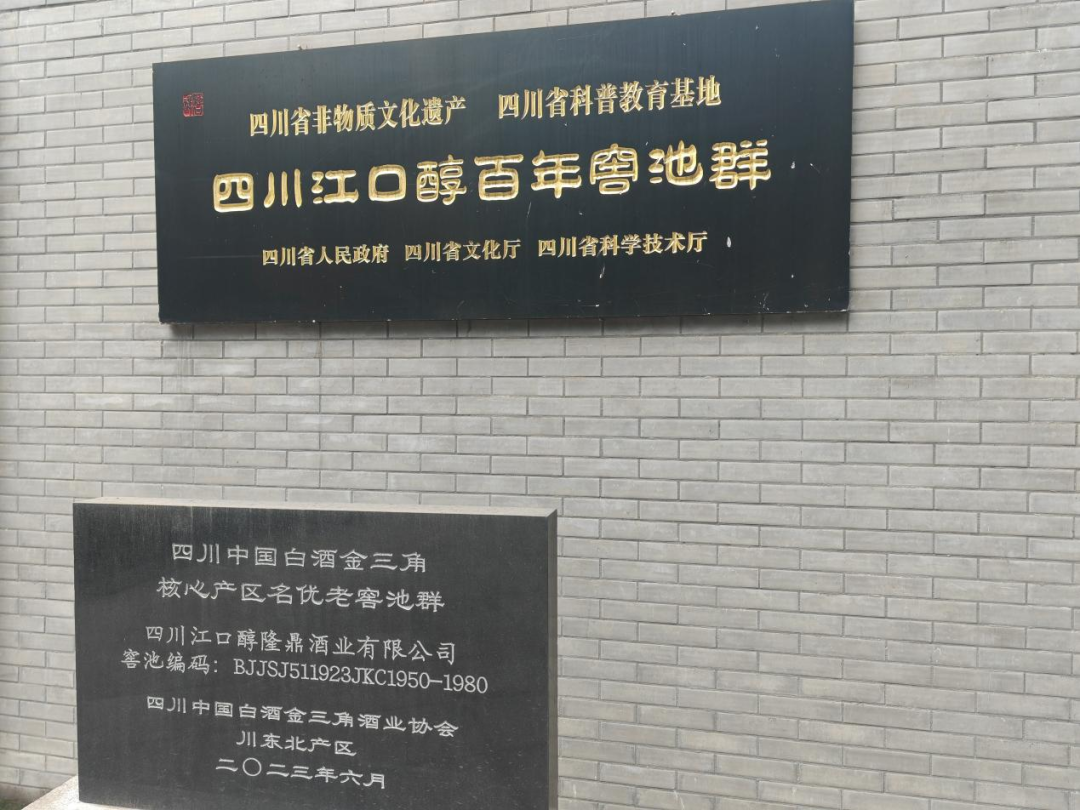 四川省非物质文化遗产 四川省科普教育基地
四川江口醇百年窖池群
四川省人民政府 四川省文化厅 四川省科学技术厅
四川中国白酒金三角
核心产区名优老窖池群
四川江口醇隆鼎酒业有限公司
窖池编码：BJJSJ511923JKC1950-1980
四川中国白酒金三角酒业协会
川东北产区
二〇二三年六月